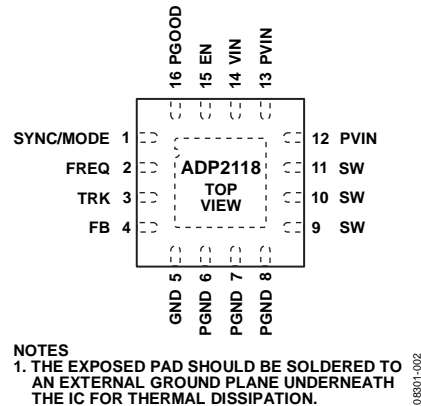 16 PGOOD
15 EN
14 VIN
13 PVIN
SYNC/MODE 1
FREQ 2
TRK 3
FB 4
ADP2118
TOP
VIEW
12 PVIN
11 SW
10 SW
9 SW
GND 5
PGND 6
PGND 7
PGND 8
NOTES
1. THE EXPOSED PAD SHOULD BE SOLDERED TO
AN EXTERNAL GROUND PLANE UNDERNEATH
THE IC FOR THERMAL DISSIPATION.
08301-002